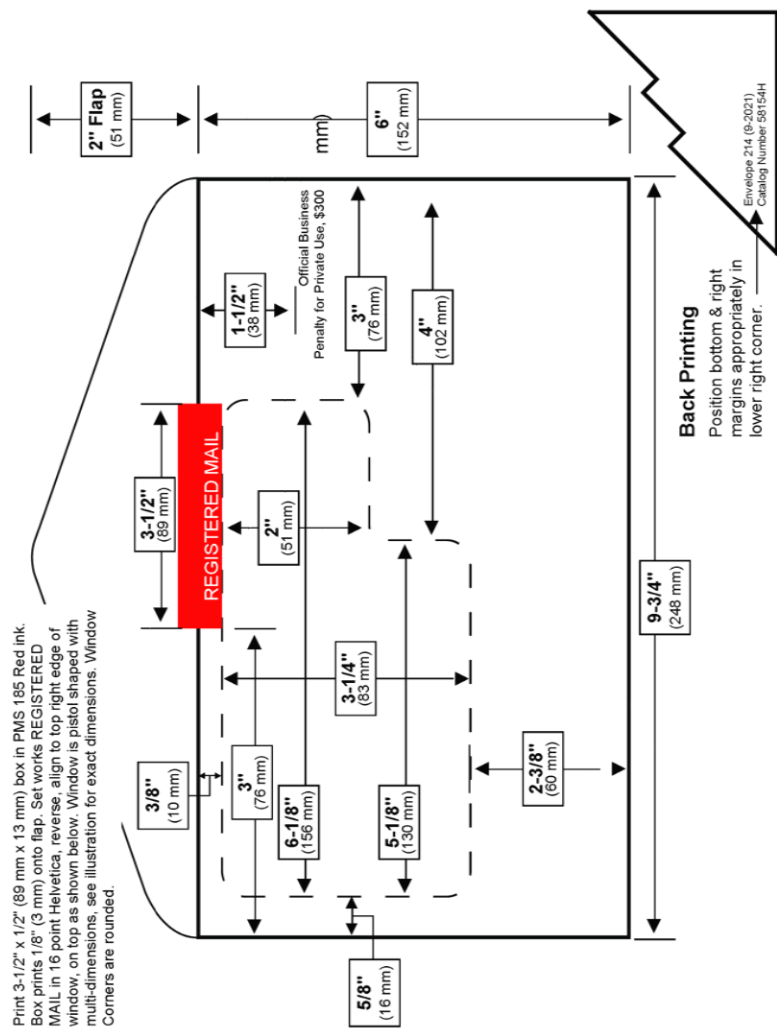 Print 3-1/2" x 1/2" (89 mm x 13 mm) box in PMS 185 Red ink.
Box prints 1/8" (3 mm) onto flap. Set works REGISTERED
MAIL in 16 point Helvetica, reverse, align to top right edge of
window, on top as shown below. Window is pistol shaped with
multi-dimensions, see illustration for exact dimensions. Window
Corners are rounded.
2" Flap
(51 mm)
3-1/2"
(89 mm)
3/8"
(10 mm)
REGISTERED MAIL
1-1/2"
(38 mm)
3"
(76 mm)
2"
(51 mm)
Official Business
Penalty for Private Use, $300
mm)
6"
(152 mm)
6-1/8"
(156 mm)
3-1/4"
(83 mm)
3"
(76 mm)
5/8"
(16 mm)
5-1/8"
(130 mm)
4"
(102 mm)
2-3/8"
(60 mm)
9-3/4"
(248 mm)
Back Printing
Position bottom & right
margins appropriately in
lower right corner.
Envelope 214 (9-2021)
Catalog Number 58154H